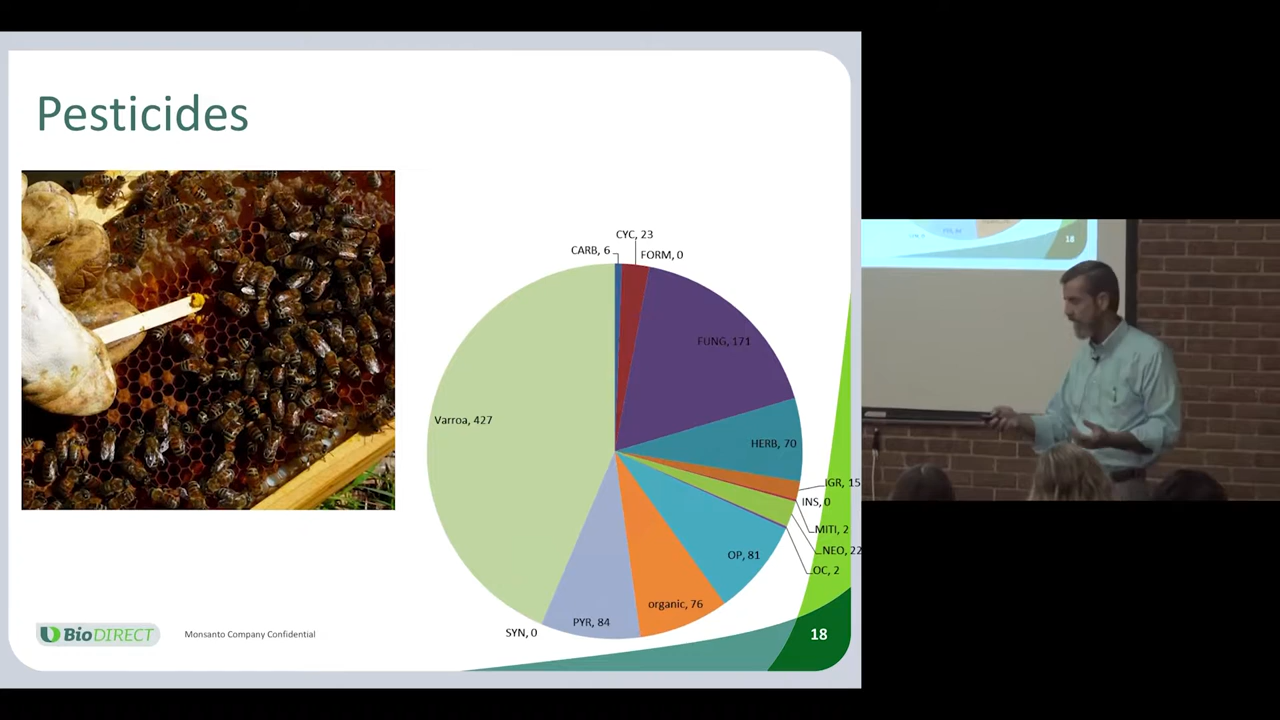 Pesticides
CYC, 23
CARB, 6
FORM, 0
FUNG, 171
Varroa, 427
HERB, 70
IGR, 15
INS, 0
MITI, 2
NEO, 22
OC, 2
OP, 81
organic, 76
PYR, 84
SYN, 0
BioDIRECT
Monsanto Company Confidential
18
18